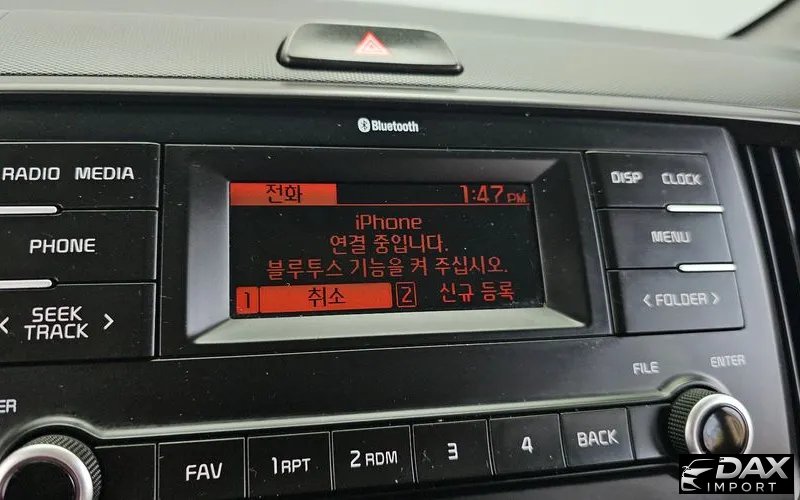 Bluetooth
RADIO MEDIA
전화 1:47 PM
DISP CLOCK
iPhone
연결 중입니다.
PHONE
MENU
블루투스 기능을 켜 주십시오.
1 취소 2 신규 등록
< SEEK TRACK >
< FOLDER >
FILE
ENTER
ER
FAV
1 RPT
2 RDM
3
4
BACK
DAX
IMPORT